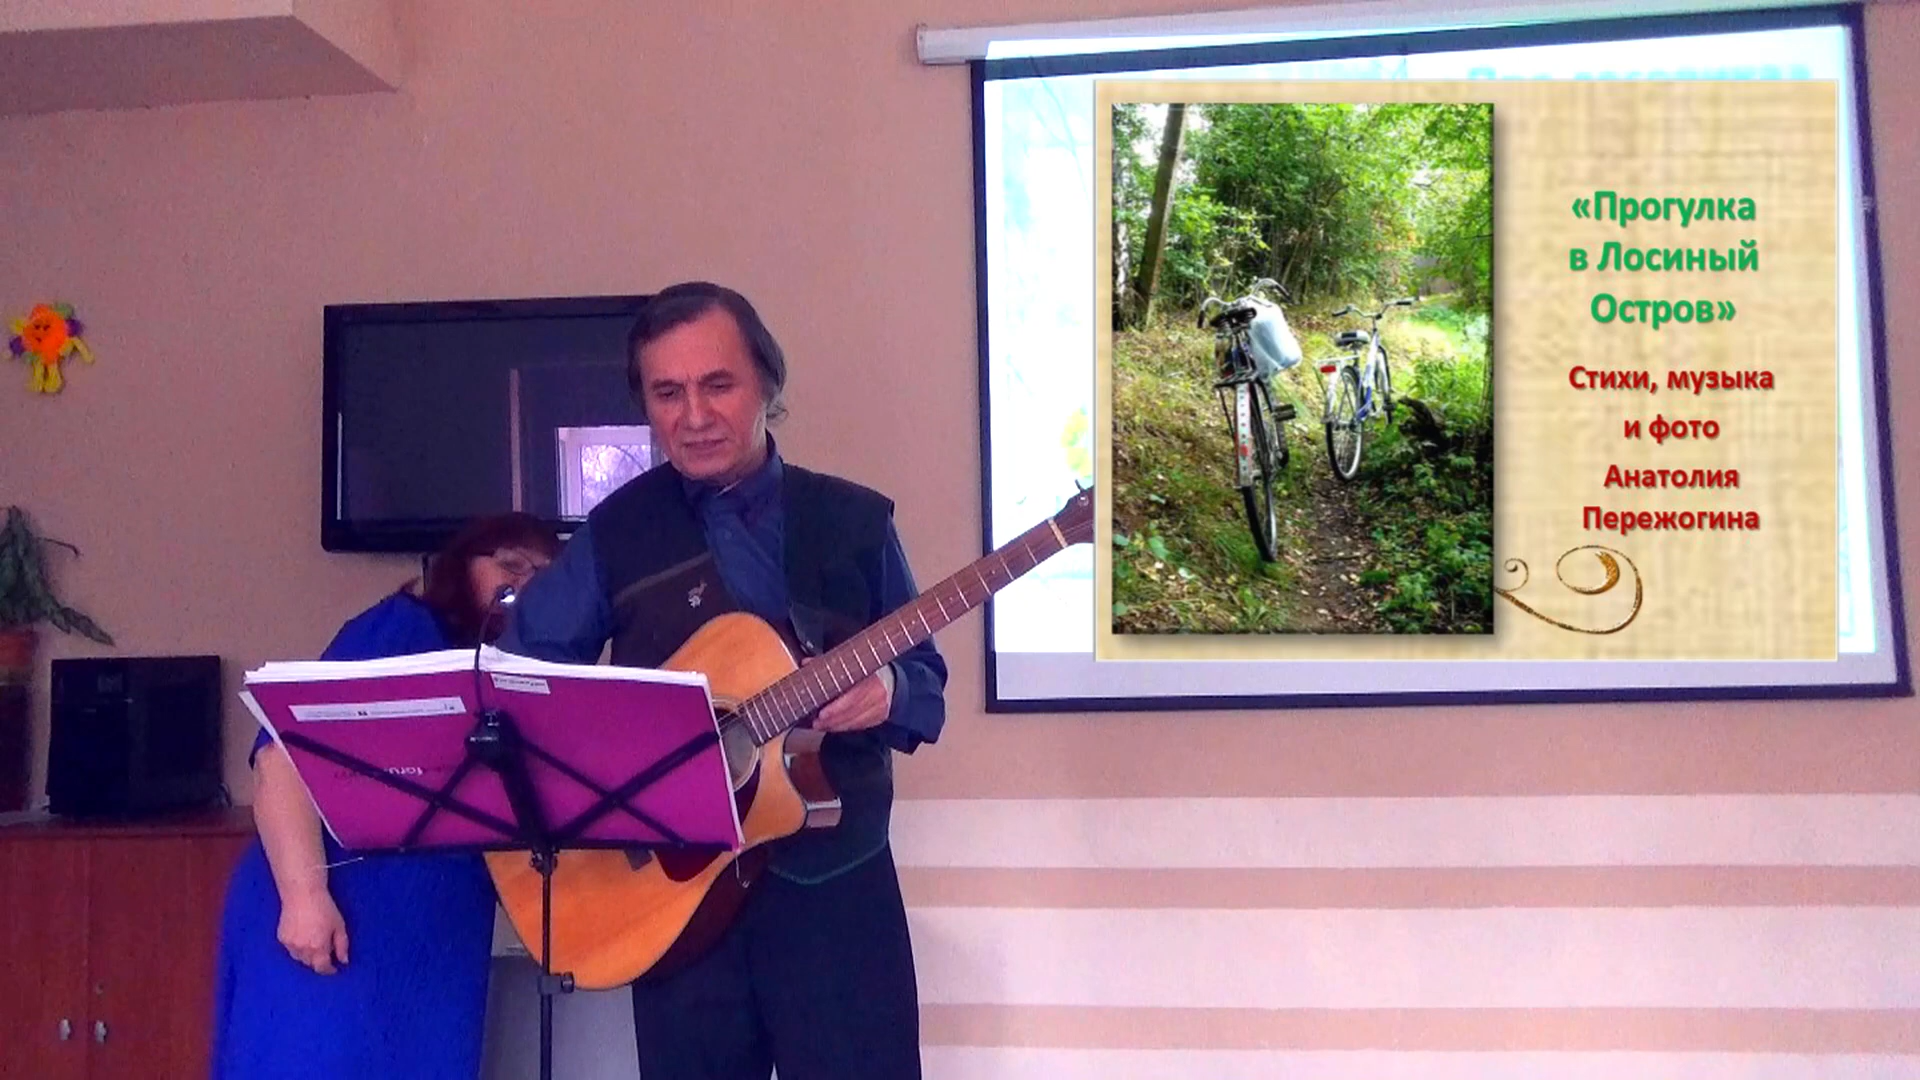 «Прогулка
в Лосиный
Остров»
Стихи, музыка
и фото
Анатолия
Пережогина